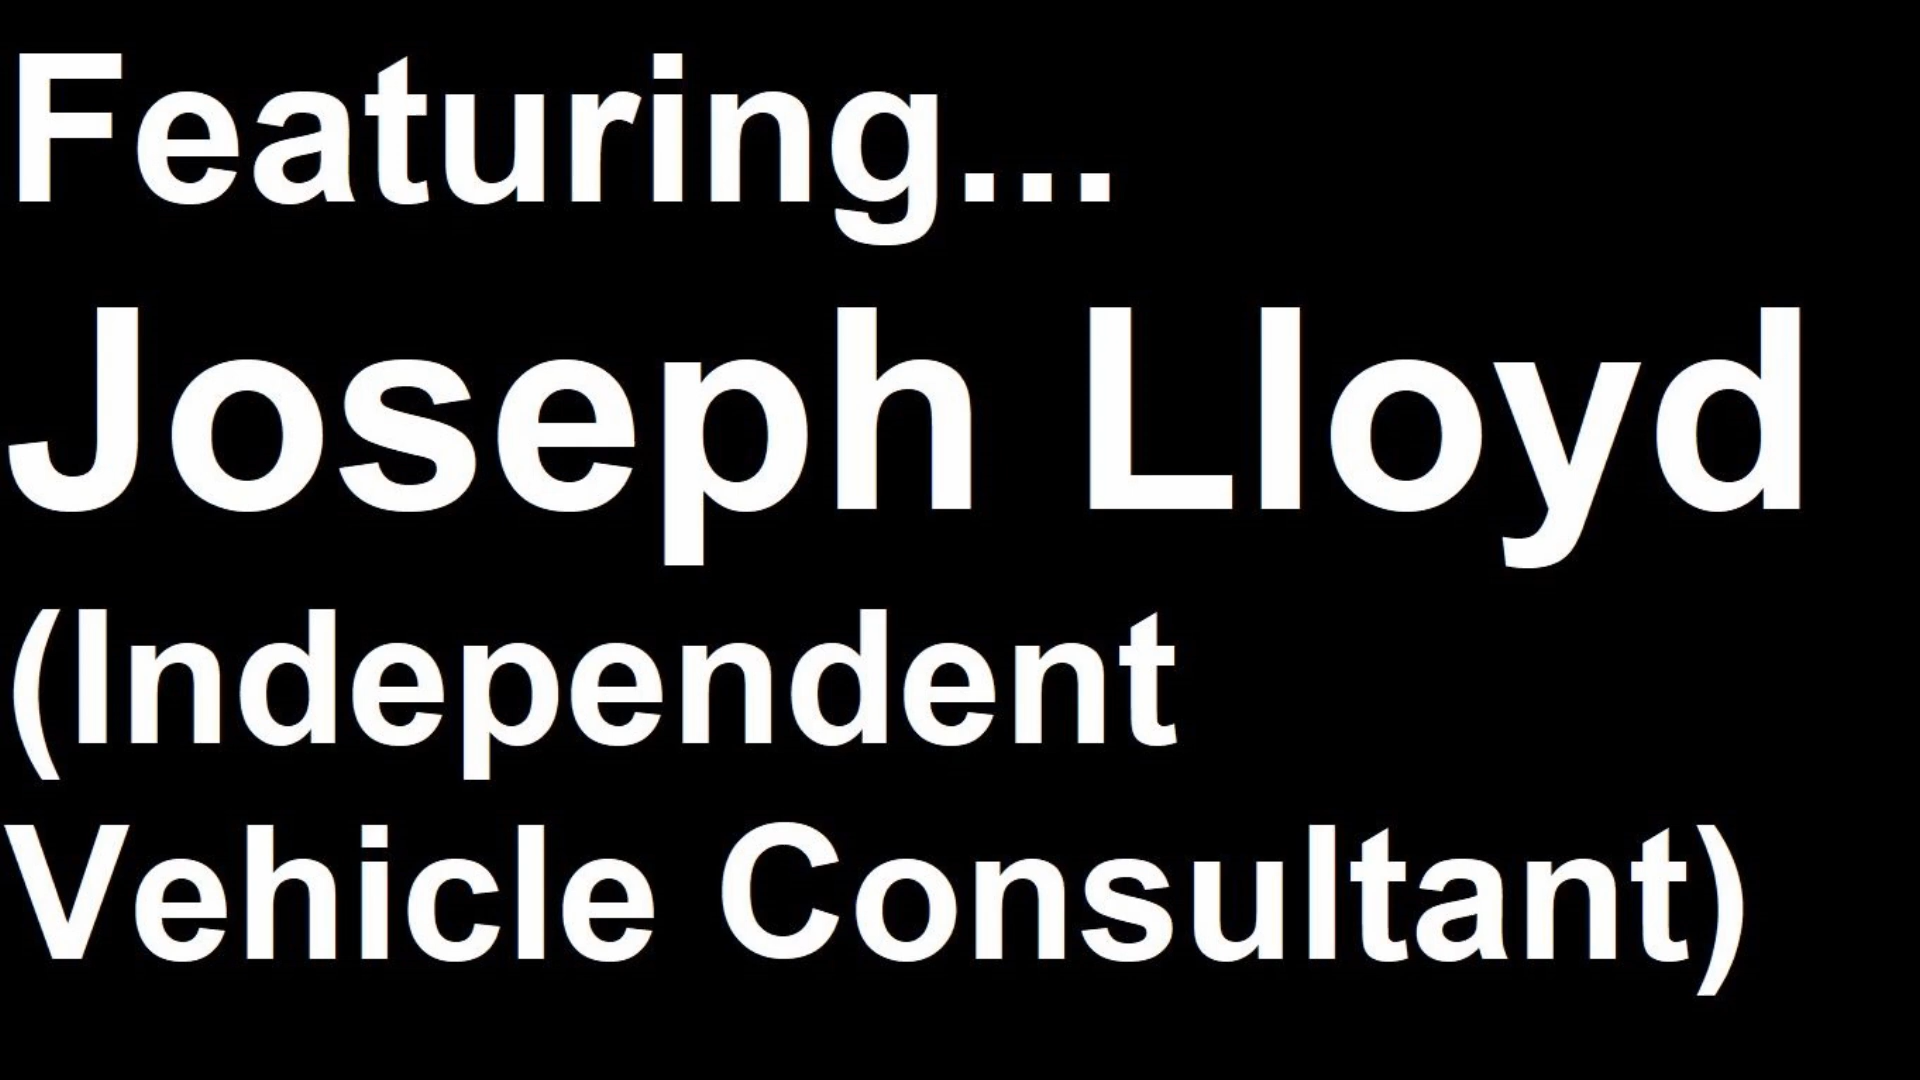 Featuring...
Joseph Lloyd
(Independent
Vehicle Consultant)